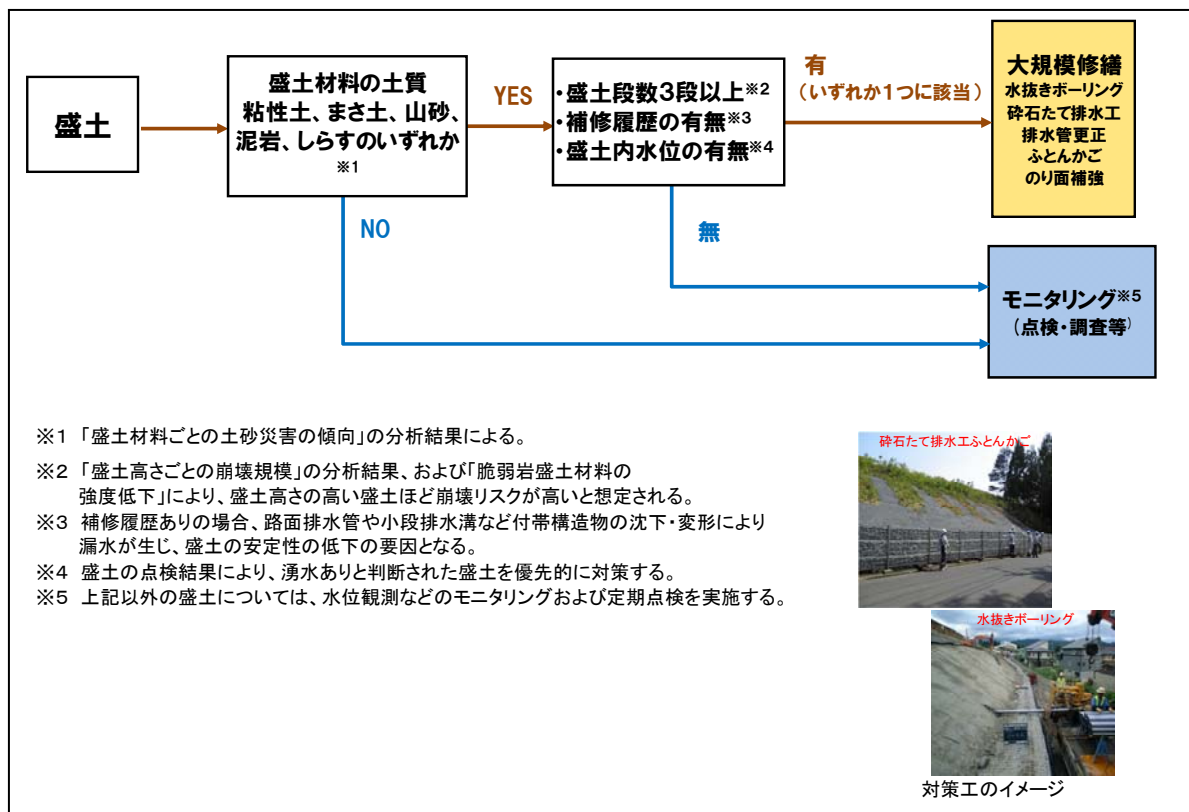 盛土
盛土材料の土質
粘性土、まさ土、山砂、
泥岩、しらすのいずれか
※1
YES
・盛土段数3段以上※2
・補修履歴の有無※3
・盛土内水位の有無※4
有
(いずれか1つに該当)
大規模修繕
水抜きボーリング
砕石たて排水工
排水管更正
ふとんかご
のり面補強
NO
無
モニタリング※5
(点検・調査等)
※1 「盛土材料ごとの土砂災害の傾向」の分析結果による。
※2 「盛土高さごとの崩壊規模」の分析結果、および「脆弱岩盛土材料の
強度低下」により、盛土高さの高い盛土ほど崩壊リスクが高いと想定される。
※3 補修履歴ありの場合、路面排水管や小段排水溝など付帯構造物の沈下・変形により
漏水が生じ、盛土の安定性の低下の要因となる。
※4 盛土の点検結果により、湧水ありと判断された盛土を優先的に対策する。
※5 上記以外の盛土については、水位観測などのモニタリングおよび定期点検を実施する。
砕石たて排水工ふとんかご
水抜きボーリング
対策工のイメージ